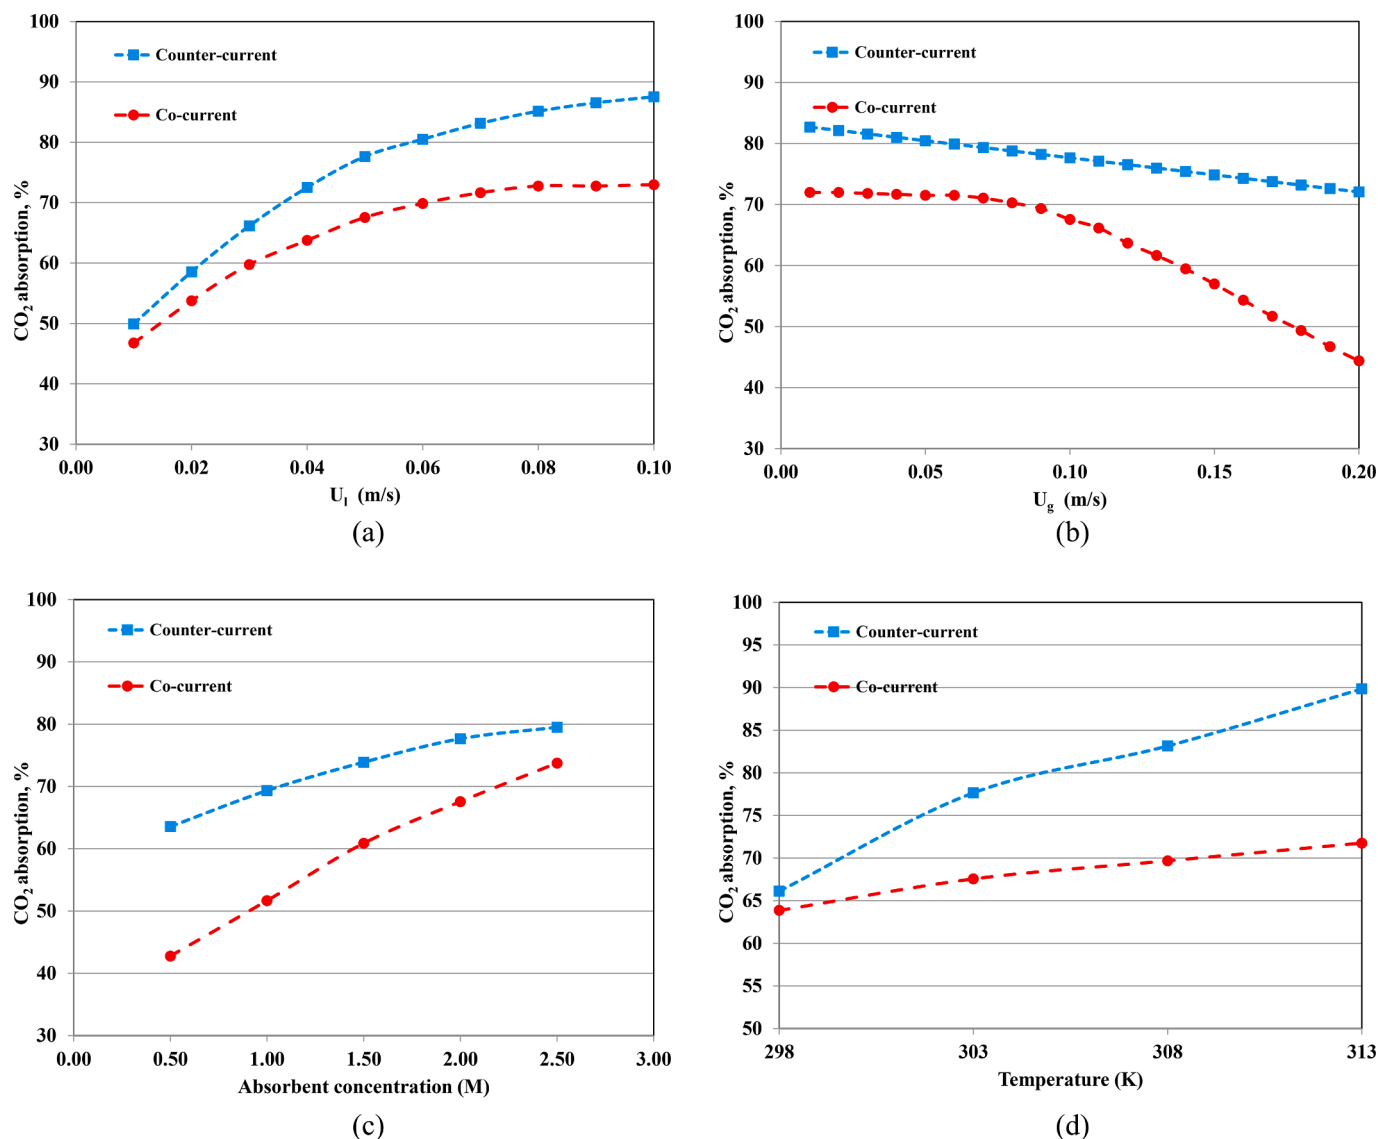 100
90
80
70
60
50
40
30
CO2 absorption, %
Counter-current
Co-current
0.00 0.02 0.04 0.06 0.08 0.10
Ul (m/s)
(a)
100
90
80
70
60
50
40
30
CO2 absorption, %
Counter-current
Co-current
0.00 0.05 0.10 0.15 0.20
Ug (m/s)
(b)
100
90
80
70
60
50
40
30
CO2 absorption, %
Counter-current
Co-current
0.00 0.50 1.00 1.50 2.00 2.50 3.00
Absorbent concentration (M)
(c)
100
95
90
85
80
75
70
65
60
55
50
CO2 absorption, %
Counter-current
Co-current
298 303 308 313
Temperature (K)
(d)